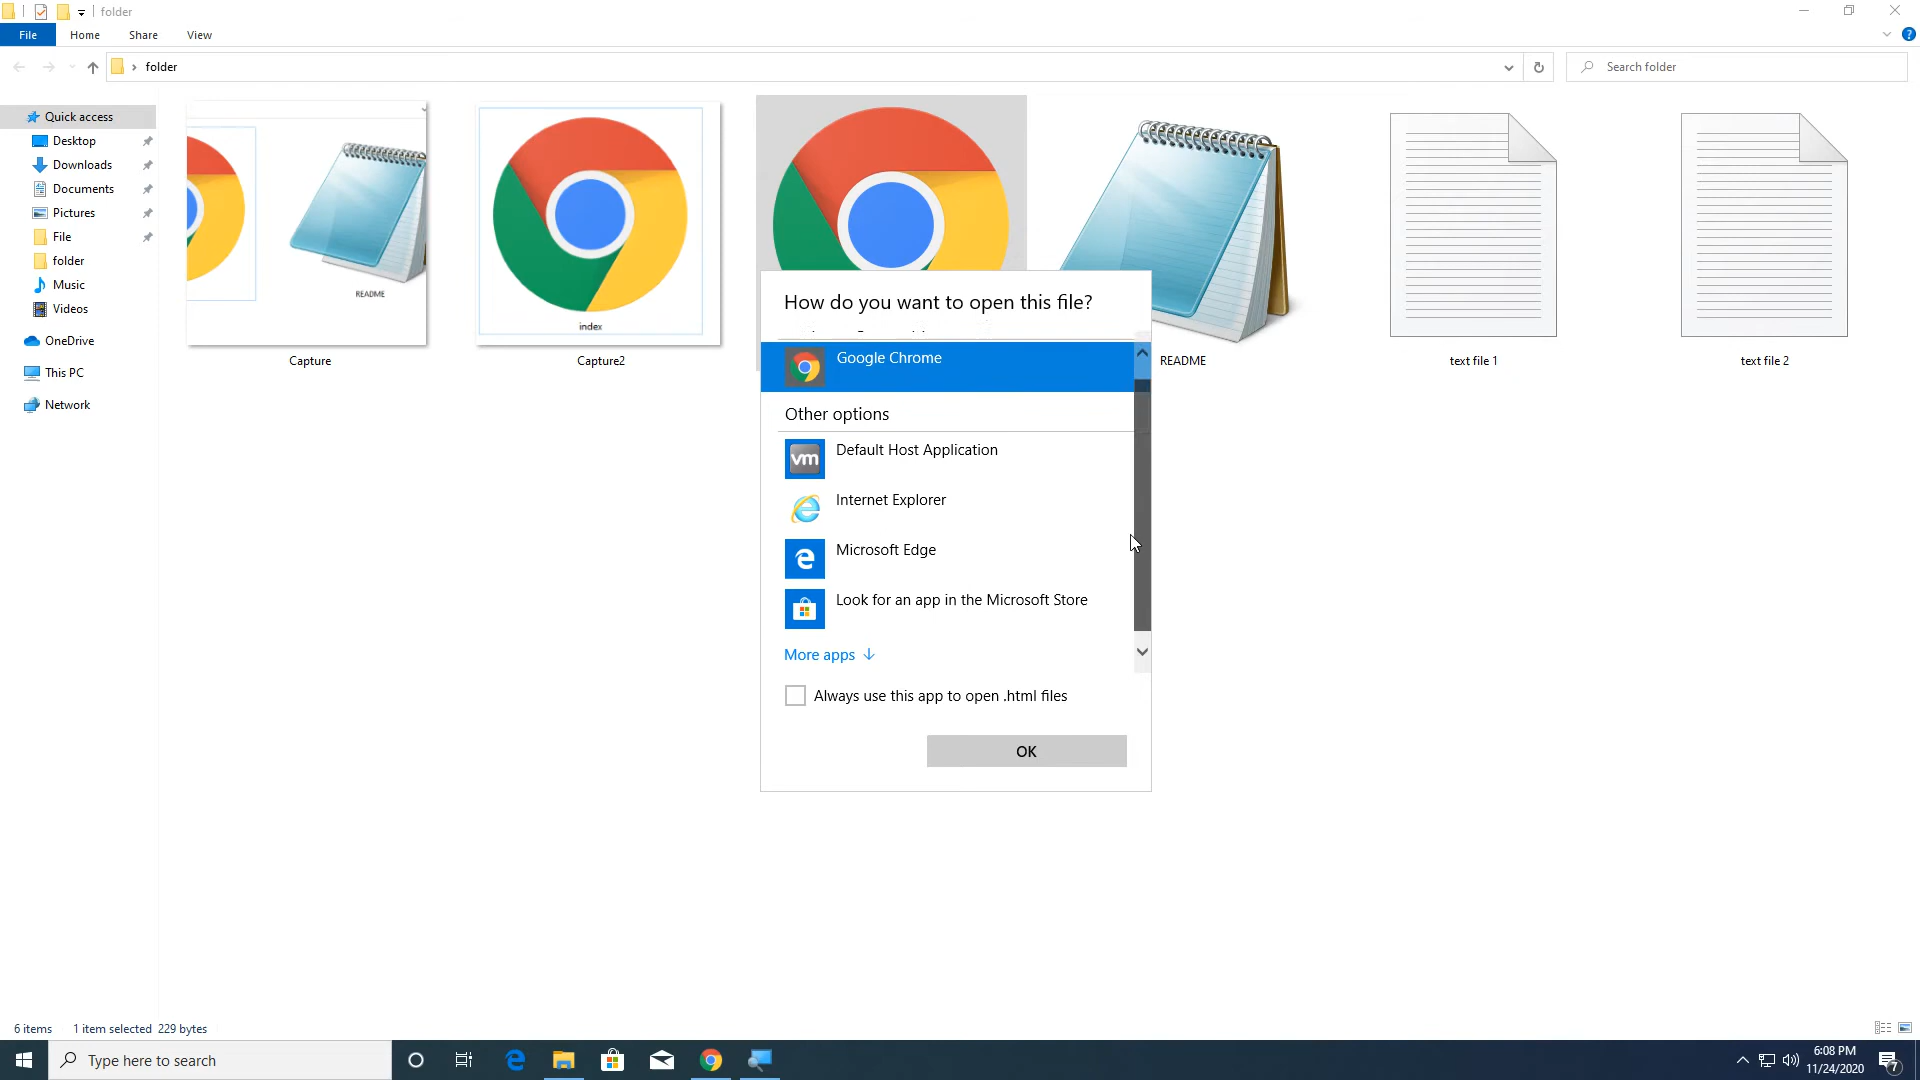 folder
File
Home
Share
View
folder
Search folder
Quick access
Desktop
Downloads
Documents
Pictures
File
folder
Music
Videos
OneDrive
This PC
Network
README
index
Capture
Capture2
README
text file 1
text file 2
How do you want to open this file?
Google Chrome
Other options
vm
Default Host Application
Internet Explorer
Microsoft Edge
Look for an app in the Microsoft Store
More apps
Always use this app to open .html files
OK
6 items
1 item selected 229 bytes
Type here to search
6:08 PM
11/24/2020
7